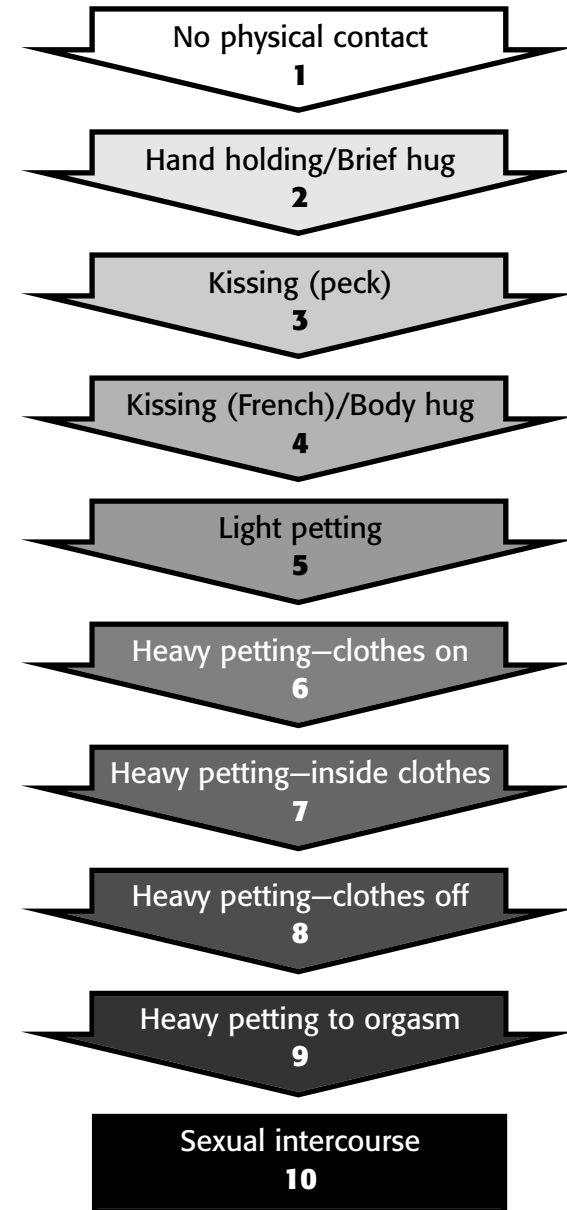 No physical contact
1
Hand holding/Brief hug
2
Kissing (peck)
3
Kissing (French)/Body hug
4
Light petting
5
Heavy petting—clothes on
6
Heavy petting—inside clothes
7
Heavy petting—clothes off
8
Heavy petting to orgasm
9
Sexual intercourse
10